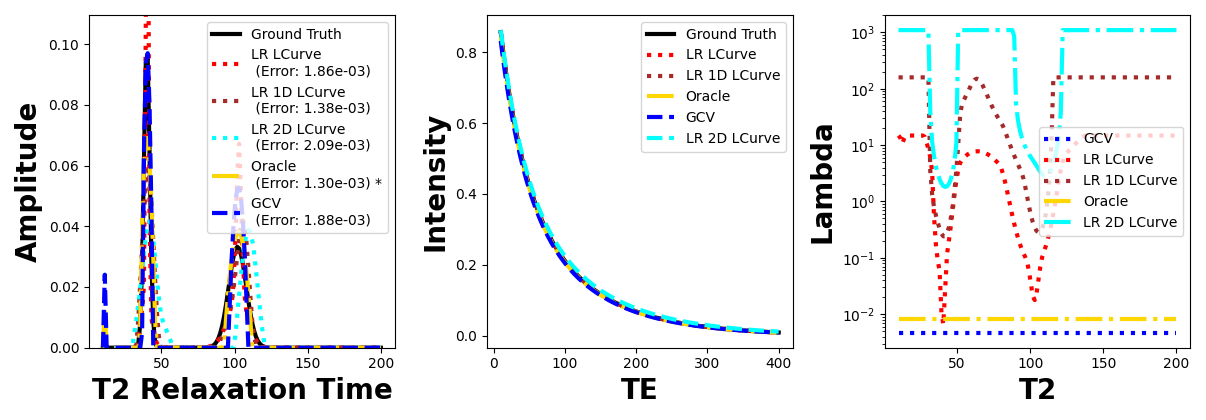 Amplitude
0.10
0.08
0.06
0.04
0.02
0.00
50
100
150
200
T2 Relaxation Time
Ground Truth
LR LCurve
(Error: 1.86e-03)
LR 1D LCurve
(Error: 1.38e-03)
LR 2D LCurve
(Error: 2.09e-03)
Oracle
(Error: 1.30e-03) *
GCV
(Error: 1.88e-03)
Intensity
0.8
0.6
0.4
0.2
0.0
0
100
200
300
400
TE
Ground Truth
LR LCurve
LR 1D LCurve
Oracle
GCV
LR 2D LCurve
Lambda
10³
10²
10¹
10⁰
10⁻¹
10⁻²
50
100
150
200
T2
GCV
LR LCurve
LR 1D LCurve
Oracle
LR 2D LCurve